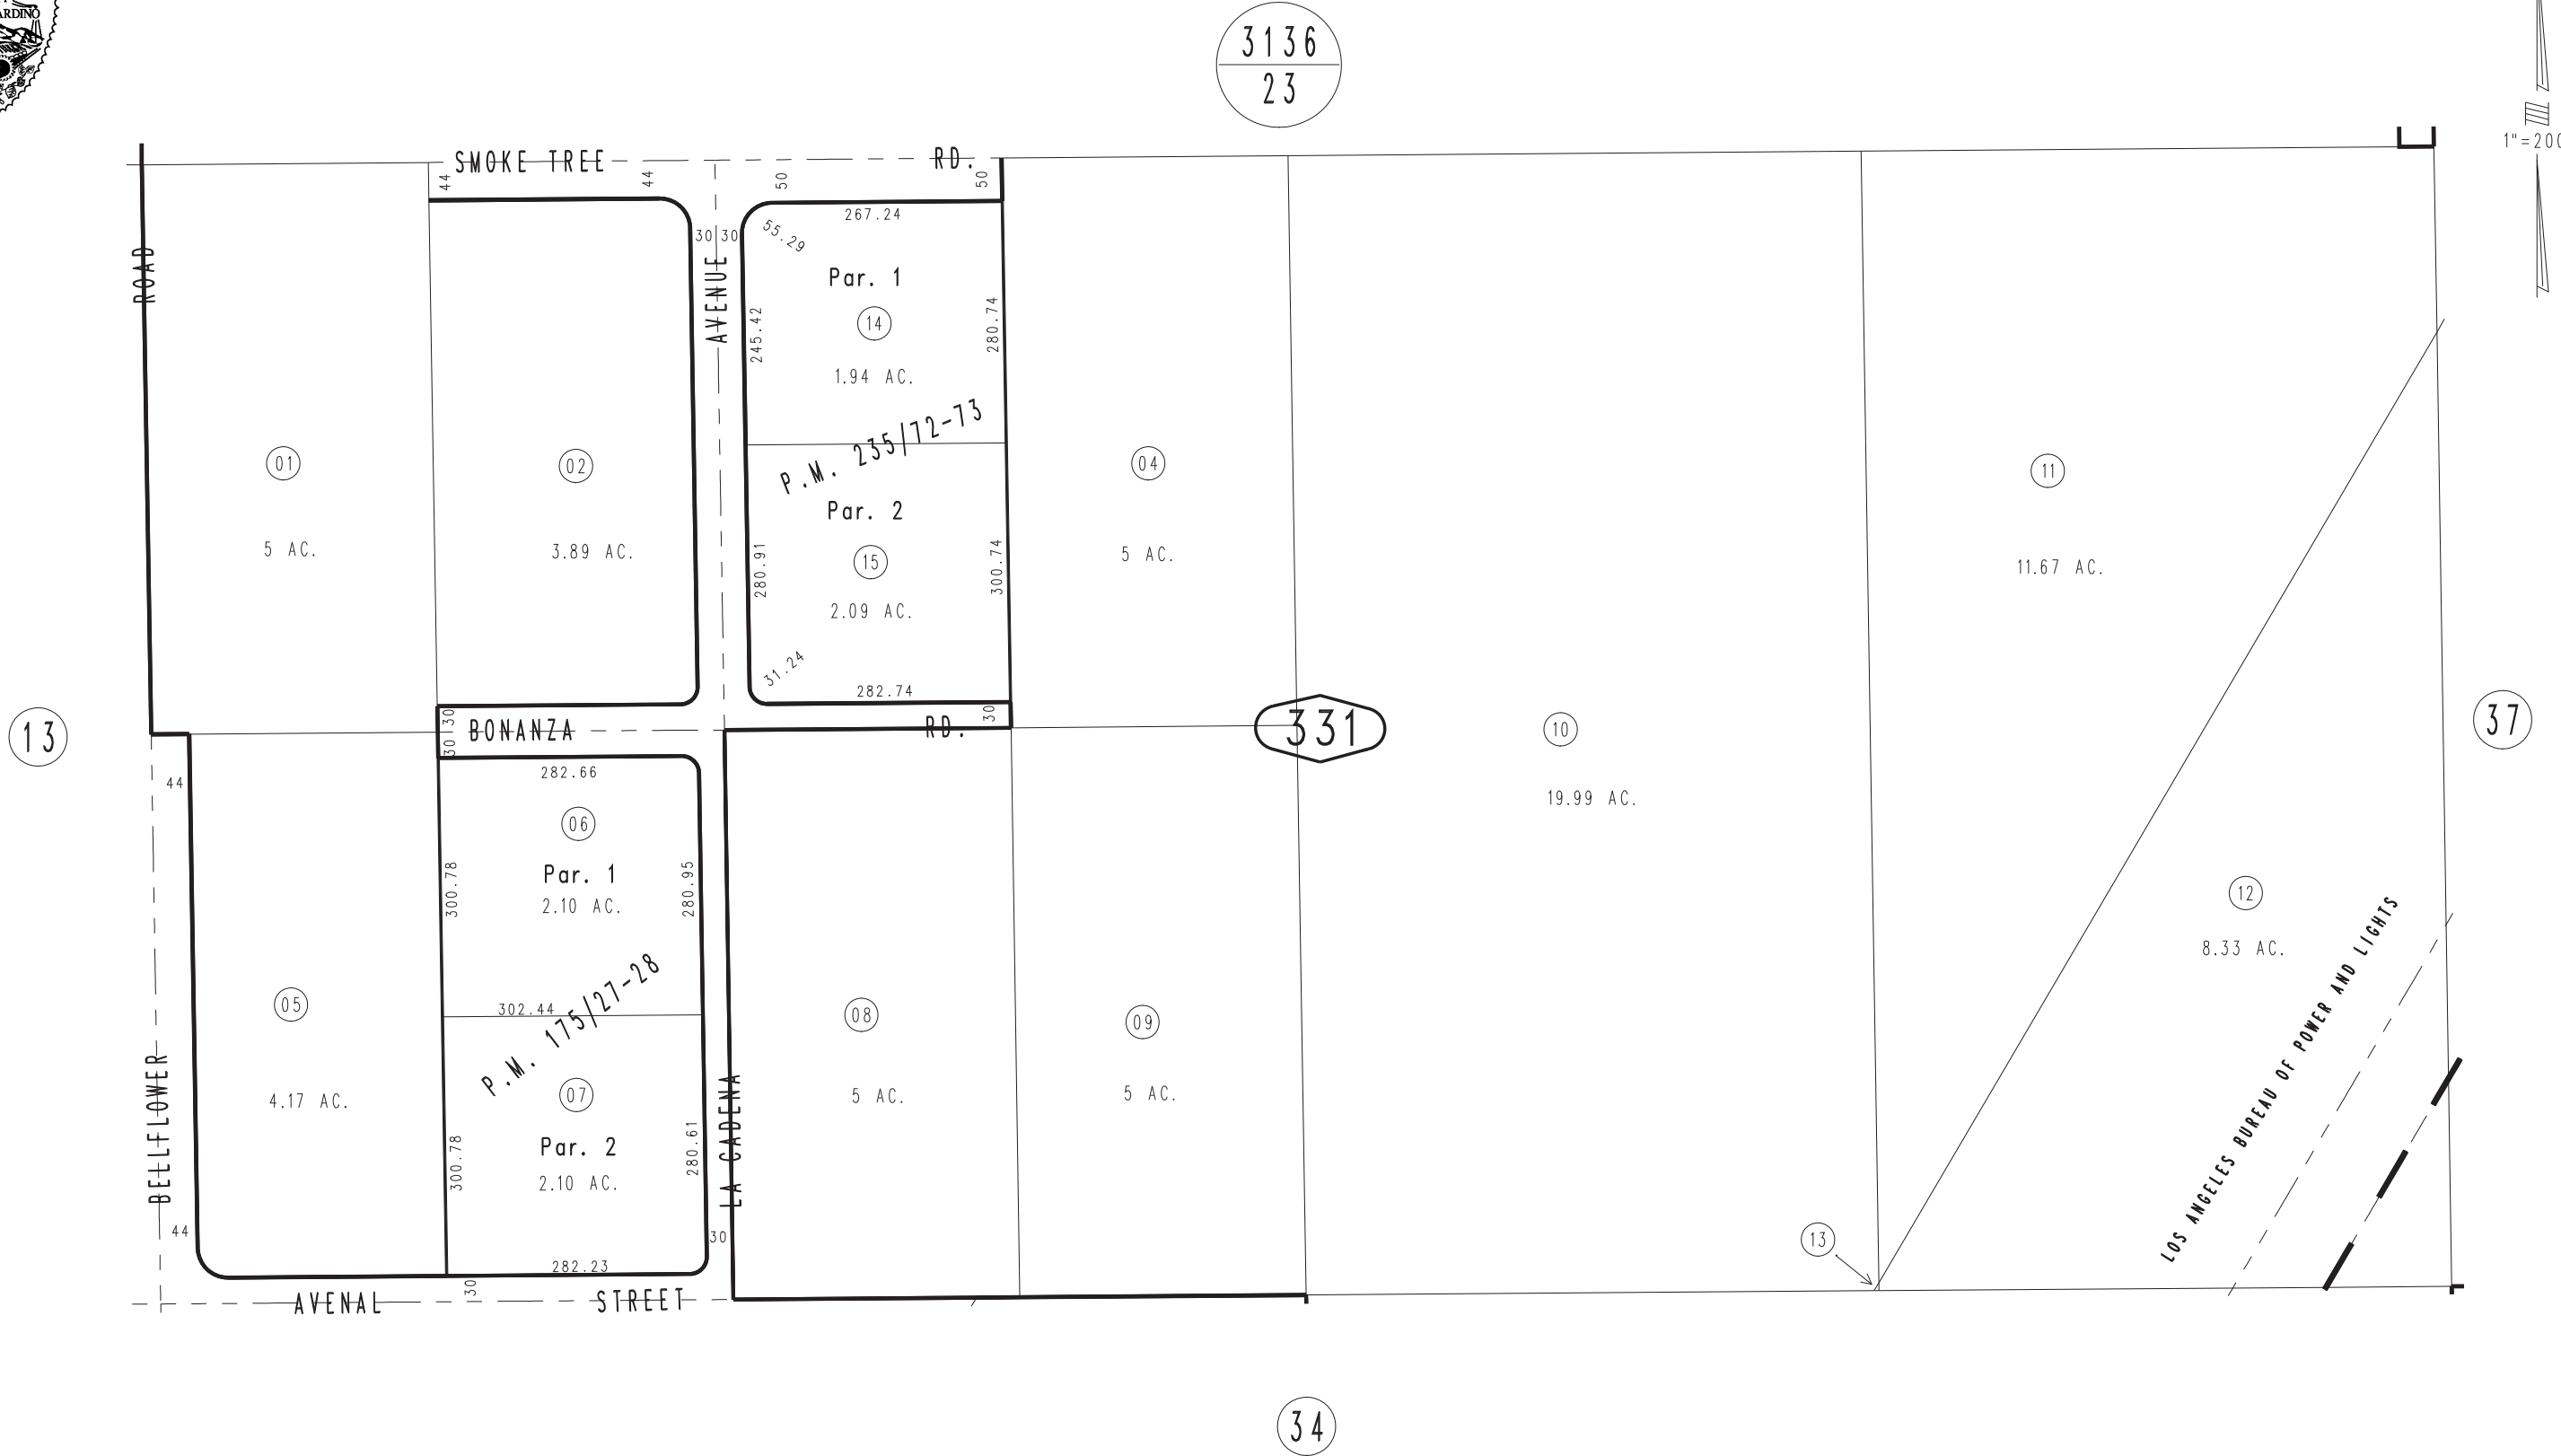 3136
23
SMOKE TREE RD.
44
44
50
50
267.24
30 30
55.29
ROAD
AVENUE
Par. 1
14
245.42
280.74
1.94 AC.
P.M. 235/72-73
01
5 AC.
02
3.89 AC.
Par. 2
15
280.91
300.74
2.09 AC.
31.24
282.74
04
5 AC.
11
11.67 AC.
13
30
30
BONANZA RD.
30
331
10
19.99 AC.
37
44
282.66
06
Par. 1
2.10 AC.
300.78
280.95
302.44
P.M. 175/27-28
07
Par. 2
2.10 AC.
300.78
280.61
282.23
05
4.17 AC.
BELLFLOWER
44
LA CADENA
30
08
5 AC.
09
5 AC.
12
8.33 AC.
LOS ANGELES BUREAU OF POWER AND LIGHTS
13
30
AVENAL STREET
34